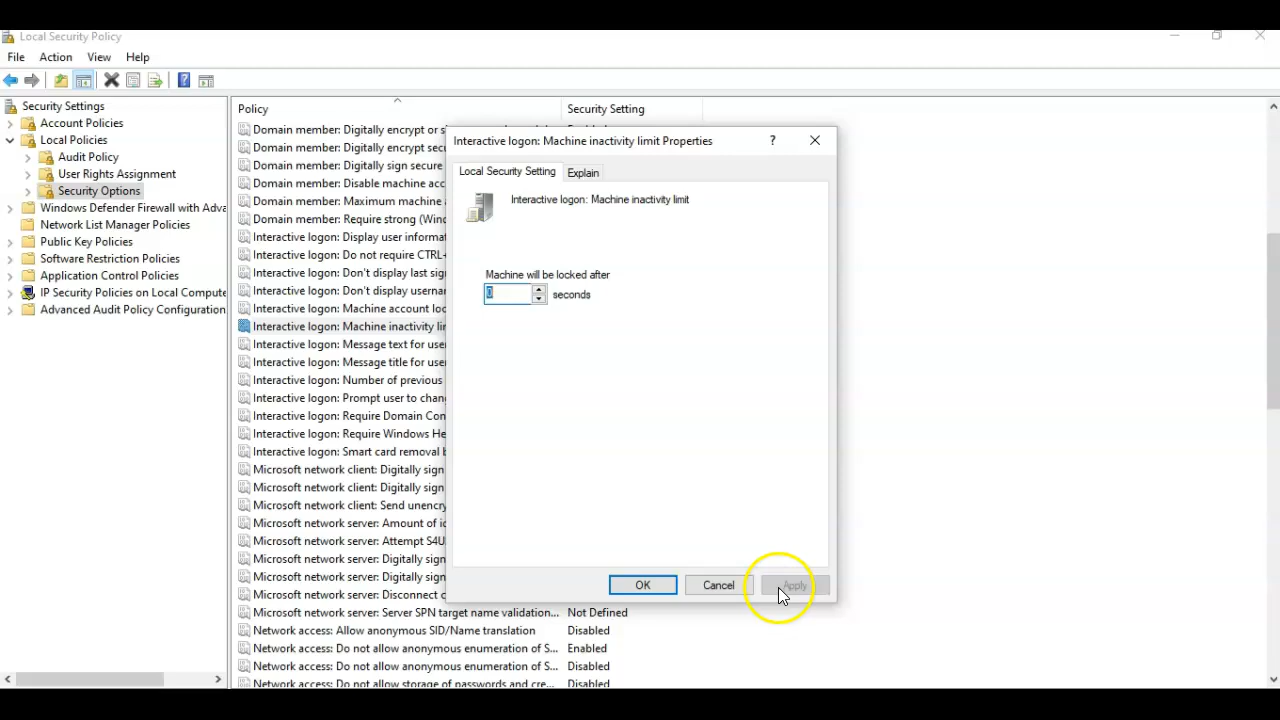 Local Security Policy
File Action View Help
Security Settings
Account Policies
Local Policies
Audit Policy
User Rights Assignment
Security Options
Windows Defender Firewall with Adva
Network List Manager Policies
Public Key Policies
Software Restriction Policies
Application Control Policies
IP Security Policies on Local Compute
Advanced Audit Policy Configuration
Policy Security Setting
Domain member: Digitally encrypt or
Domain member: Digitally encrypt sec
Domain member: Digitally sign secure
Domain member: Disable machine acc
Domain member: Maximum machine
Domain member: Require strong (Wind
Interactive logon: Display user informat
Interactive logon: Do not require CTRL+
Interactive logon: Don't display last sig
Interactive logon: Don't display userna
Interactive logon: Machine account loc
Interactive logon: Machine inactivity li
Interactive logon: Message text for use
Interactive logon: Message title for use
Interactive logon: Number of previous
Interactive logon: Prompt user to chan
Interactive logon: Require Domain Con
Interactive logon: Require Windows He
Interactive logon: Smart card removal b
Microsoft network client: Digitally sign
Microsoft network client: Digitally sign
Microsoft network client: Send unencry
Microsoft network server: Amount of i
Microsoft network server: Attempt S4U
Microsoft network server: Digitally sign
Microsoft network server: Digitally sign
Microsoft network server: Disconnect c
Microsoft network server: Server SPN target name validation... Not Defined
Network access: Allow anonymous SID/Name translation Disabled
Network access: Do not allow anonymous enumeration of S... Enabled
Network access: Do not allow anonymous enumeration of S... Disabled
Network access: Do not allow storage of passwords and cre... Disabled
Interactive logon: Machine inactivity limit Properties ? 
Local Security Setting Explain
Interactive logon: Machine inactivity limit
Machine will be locked after
0 seconds
OK Cancel Apply